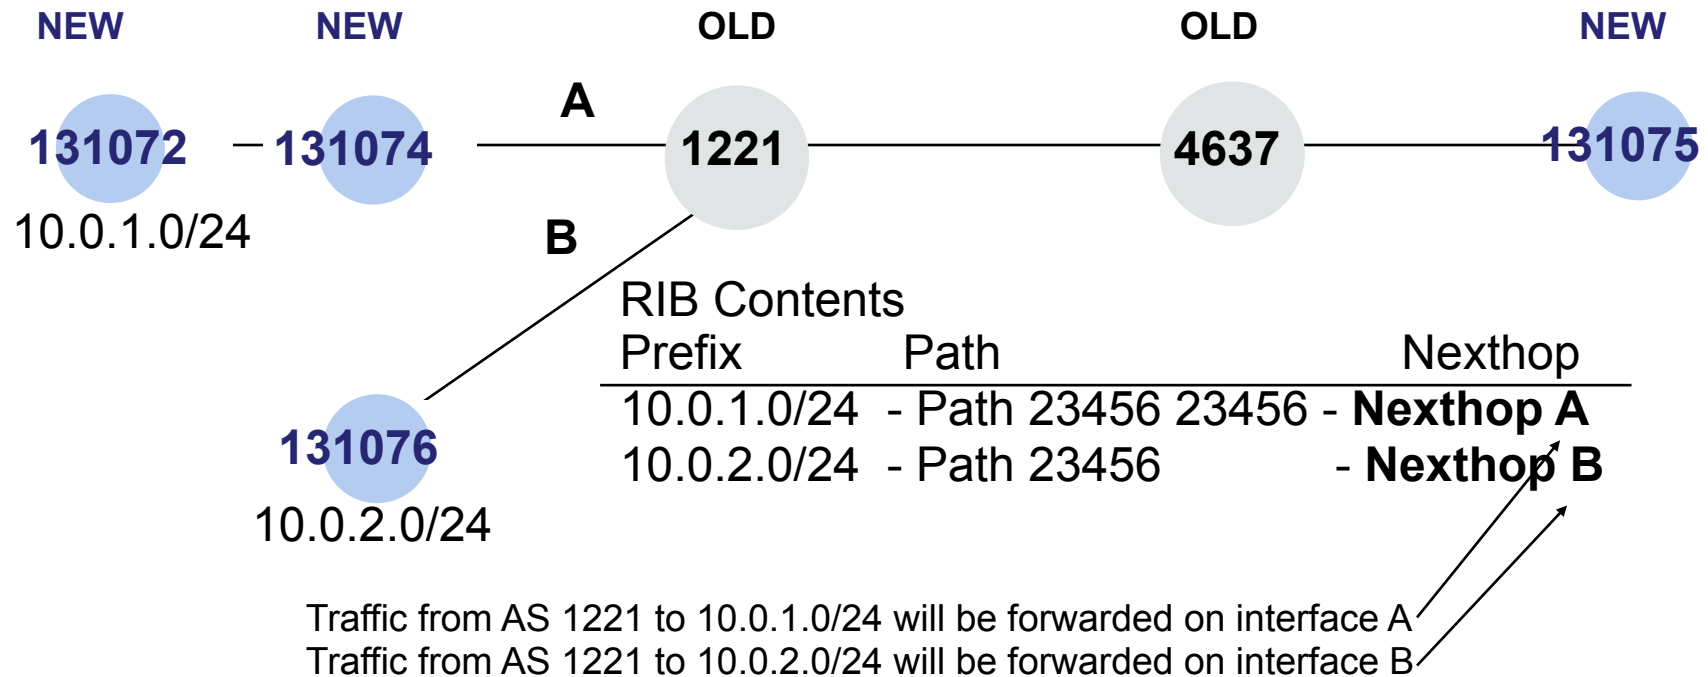 NEW NEW OLD OLD NEW
A
131072 131074 1221 4637 131075
10.0.1.0/24
B
RIB Contents
Prefix Path Nexthop
10.0.1.0/24 - Path 23456 23456 - Nexthop A
131076
10.0.2.0/24 - Path 23456 - Nexthop B
10.0.2.0/24
Traffic from AS 1221 to 10.0.1.0/24 will be forwarded on interface A
Traffic from AS 1221 to 10.0.2.0/24 will be forwarded on interface B